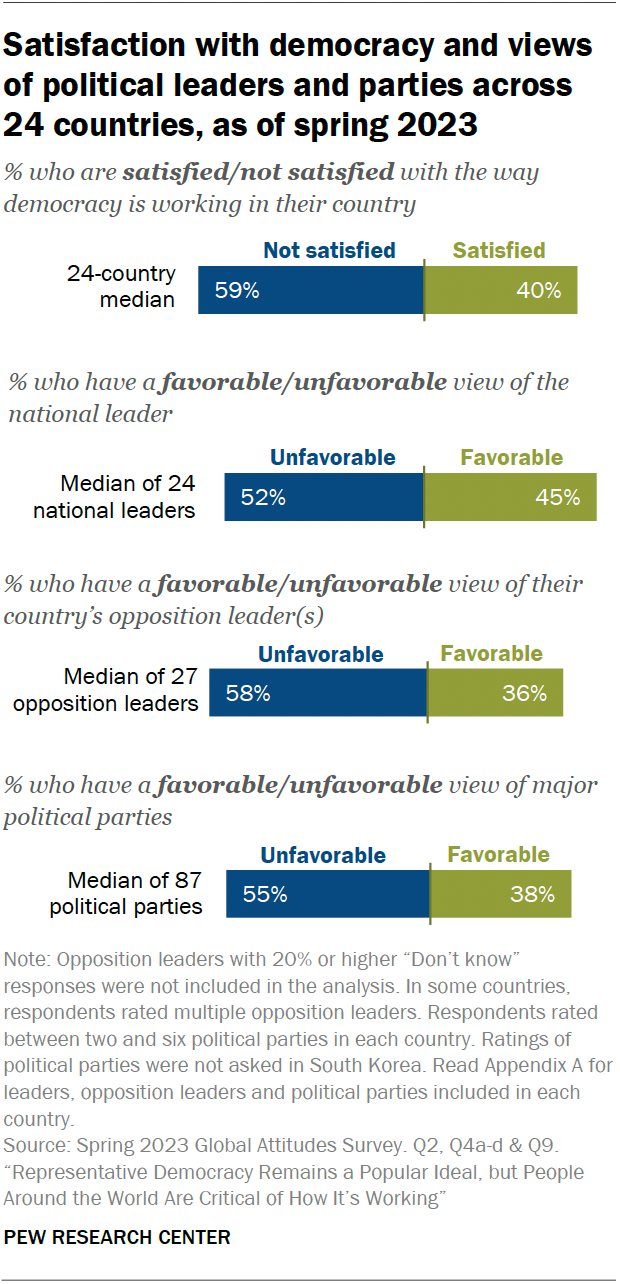 Satisfaction with democracy and views
of political leaders and parties across
24 countries, as of spring 2023
% who are satisfied/not satisfied with the way
democracy is working in their country
Not satisfied Satisfied
24-country
median
59% 40%
% who have a favorable/unfavorable view of the
national leader
Unfavorable Favorable
Median of 24
national leaders
52% 45%
% who have a favorable/unfavorable view of their
country’s opposition leader(s)
Unfavorable Favorable
Median of 27
opposition leaders
58% 36%
% who have a favorable/unfavorable view of major
political parties
Unfavorable Favorable
Median of 87
political parties
55% 38%
Note: Opposition leaders with 20% or higher “Don’t know”
responses were not included in the analysis. In some countries,
respondents rated multiple opposition leaders. Respondents rated
between two and six political parties in each country. Ratings of
political parties were not asked in South Korea. Read Appendix A for
leaders, opposition leaders and political parties included in each
country.
Source: Spring 2023 Global Attitudes Survey. Q2, Q4a-d & Q9.
“Representative Democracy Remains a Popular Ideal, but People
Around the World Are Critical of How It’s Working”
PEW RESEARCH CENTER